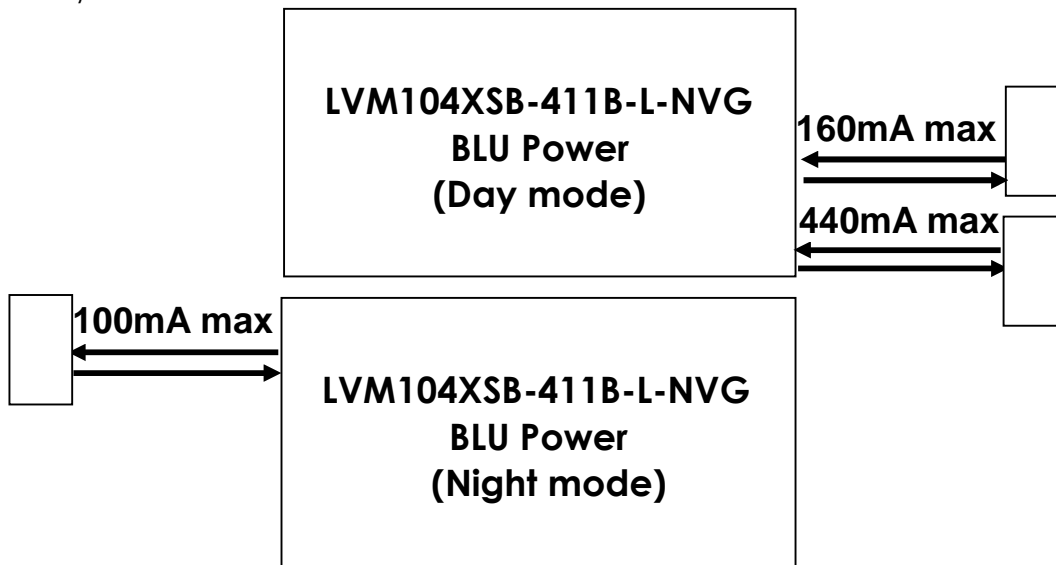 LVM104XSB-411B-L-NVG
BLU Power
(Day mode)
160mA max
440mA max
100mA max
LVM104XSB-411B-L-NVG
BLU Power
(Night mode)